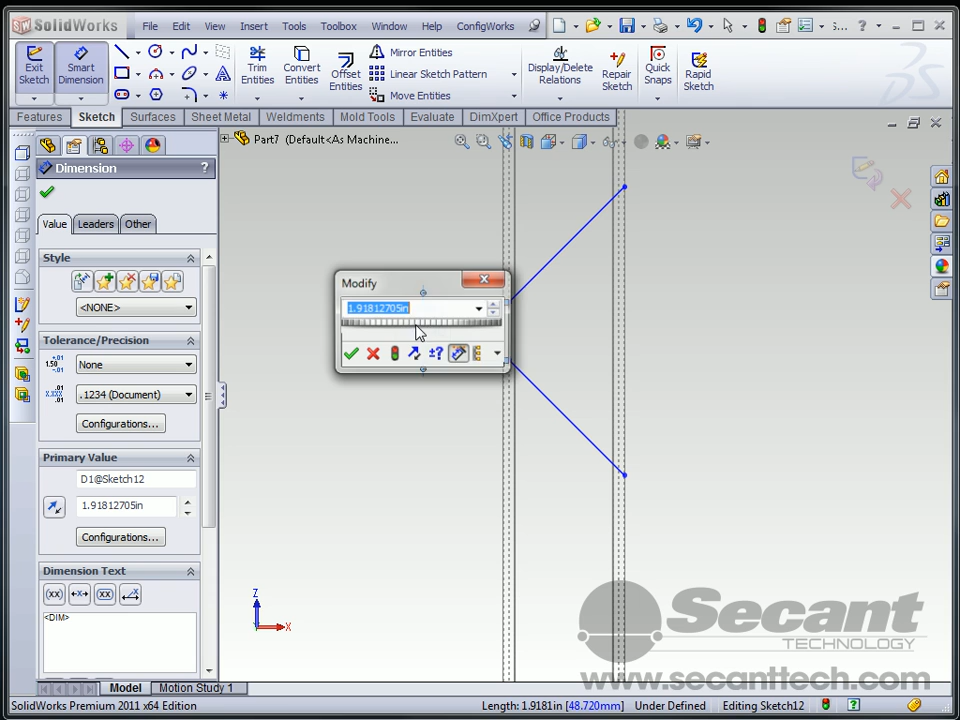 SolidWorks File Edit View Insert Tools Toolbox Window Help ConfigWorks s... ?
Exit Sketch
Smart Dimension
Trim Entities
Convert Entities
Offset Entities
Mirror Entities
Linear Sketch Pattern
Move Entities
Display/Delete Relations
Repair Sketch
Quick Snaps
Rapid Sketch
Features Sketch Surfaces Sheet Metal Weldments Mold Tools Evaluate DimXpert Office Products
Part7 (Default<As Machine...
Dimension ?
Value Leaders Other
Style
<NONE>
Tolerance/Precision
None
.1234 (Document)
Configurations...
Primary Value
D1@Sketch12
1.91812705in
Configurations...
Dimension Text
<DIM>
Modify
1.91812705in
Z
X
Secant
TECHNOLOGY
www.secanttech.com
Model Motion Study 1
SolidWorks Premium 2011 x64 Edition Length: 1.9181in [48.720mm] Under Defined Editing Sketch12